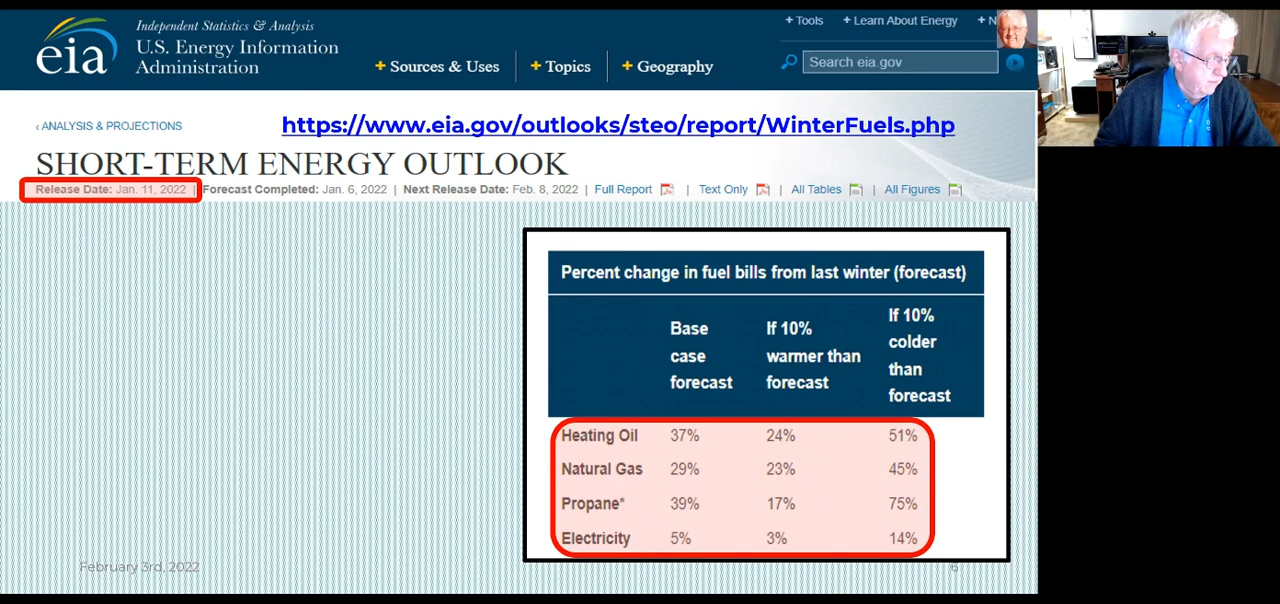 Independent Statistics & Analysis
eia U.S. Energy Information
Administration
+ Sources & Uses + Topics + Geography
+ Tools + Learn About Energy + N
Search eia.gov
‹ ANALYSIS & PROJECTIONS
https://www.eia.gov/outlooks/steo/report/WinterFuels.php
SHORT-TERM ENERGY OUTLOOK
Release Date: Jan. 11, 2022 | Forecast Completed: Jan. 6, 2022 | Next Release Date: Feb. 8, 2022 | Full Report | Text Only | All Tables | All Figures
Percent change in fuel bills from last winter (forecast)
Base case forecast If 10% warmer than forecast If 10% colder than forecast
Heating Oil 37% 24% 51%
Natural Gas 29% 23% 45%
Propane* 39% 17% 75%
Electricity 5% 3% 14%
February 3rd, 2022 6